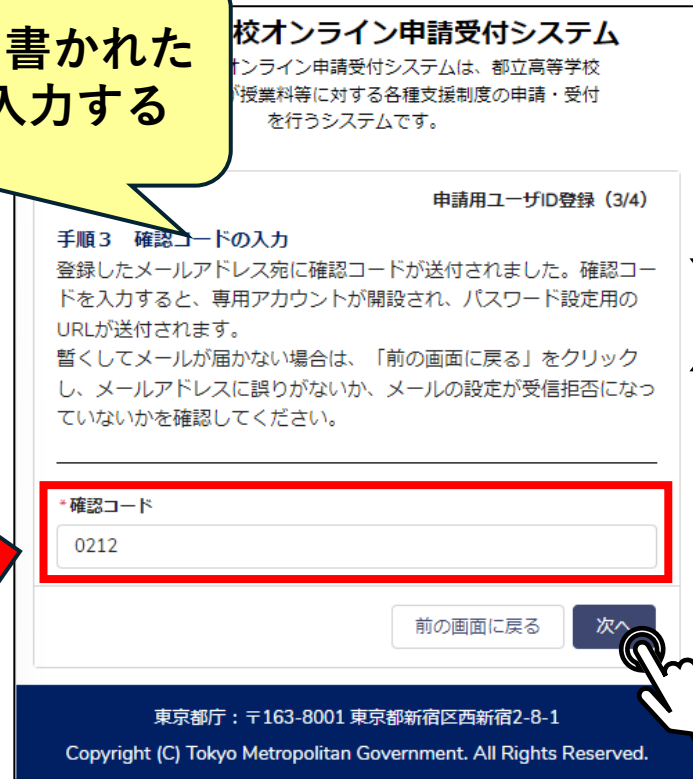 書かれた
入力する
校オンライン申請受付システム
オンライン申請受付システムは、都立高等学校
が授業料等に対する各種支援制度の申請・受付
を行うシステムです。
申請用ユーザID登録（3/4）
手順３　確認コードの入力
登録したメールアドレス宛に確認コードが送付されました。確認コー
ドを入力すると、専用アカウントが開設され、パスワード設定用の
URLが送付されます。
暫くしてメールが届かない場合は、「前の画面に戻る」をクリック
し、メールアドレスに誤りがないか、メールの設定が受信拒否になっ
ていないかを確認してください。
*確認コード
0212
前の画面に戻る
次へ
東京都庁：〒163-8001 東京都新宿区西新宿2-8-1
Copyright (C) Tokyo Metropolitan Government. All Rights Reserved.